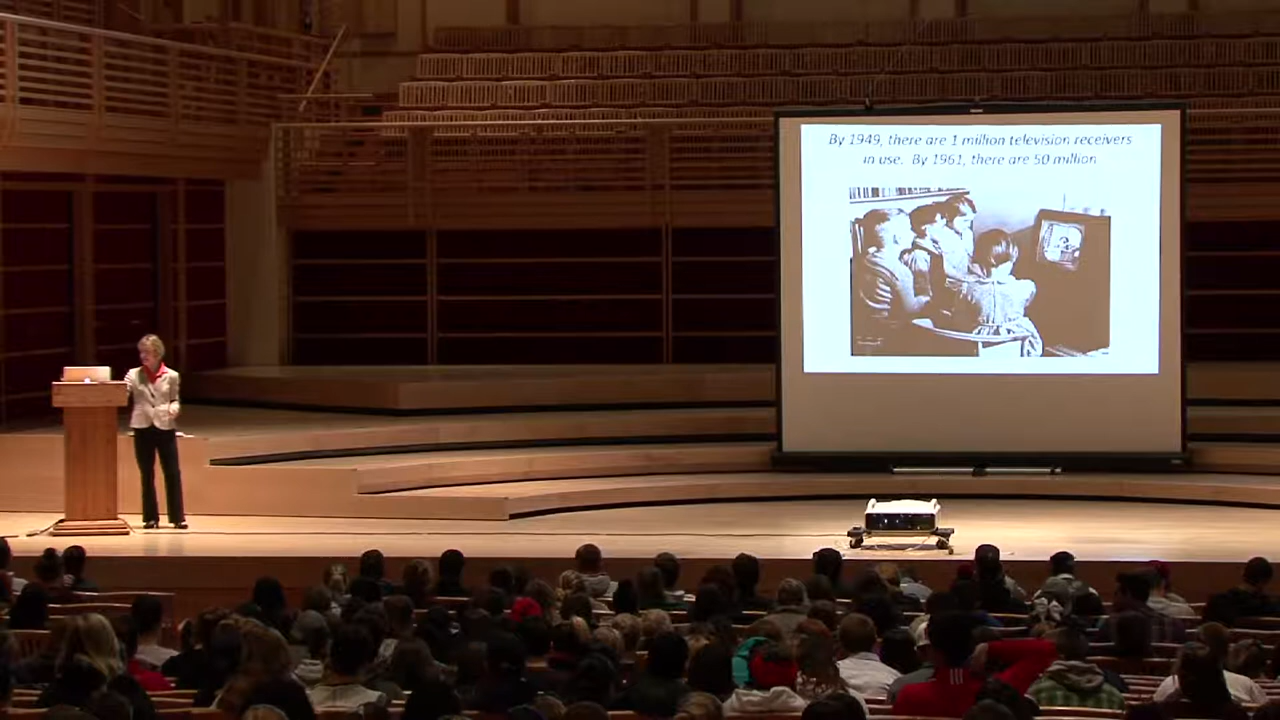 By 1949, there are 1 million television receivers
in use.  By 1961, there are 50 million